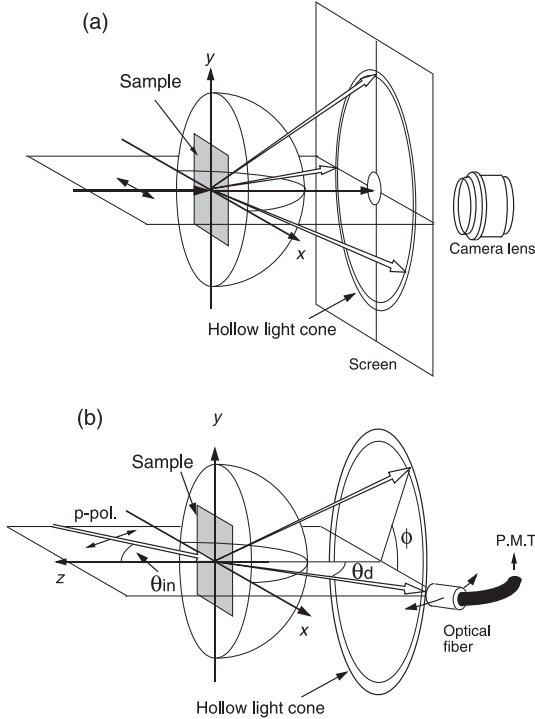 (a)
y
Sample
x
Camera lens
Hollow light cone
Screen
(b)
y
Sample
p-pol.
ϕ
P.M.T
z
θin
θd
x
Optical
fiber
Hollow light cone